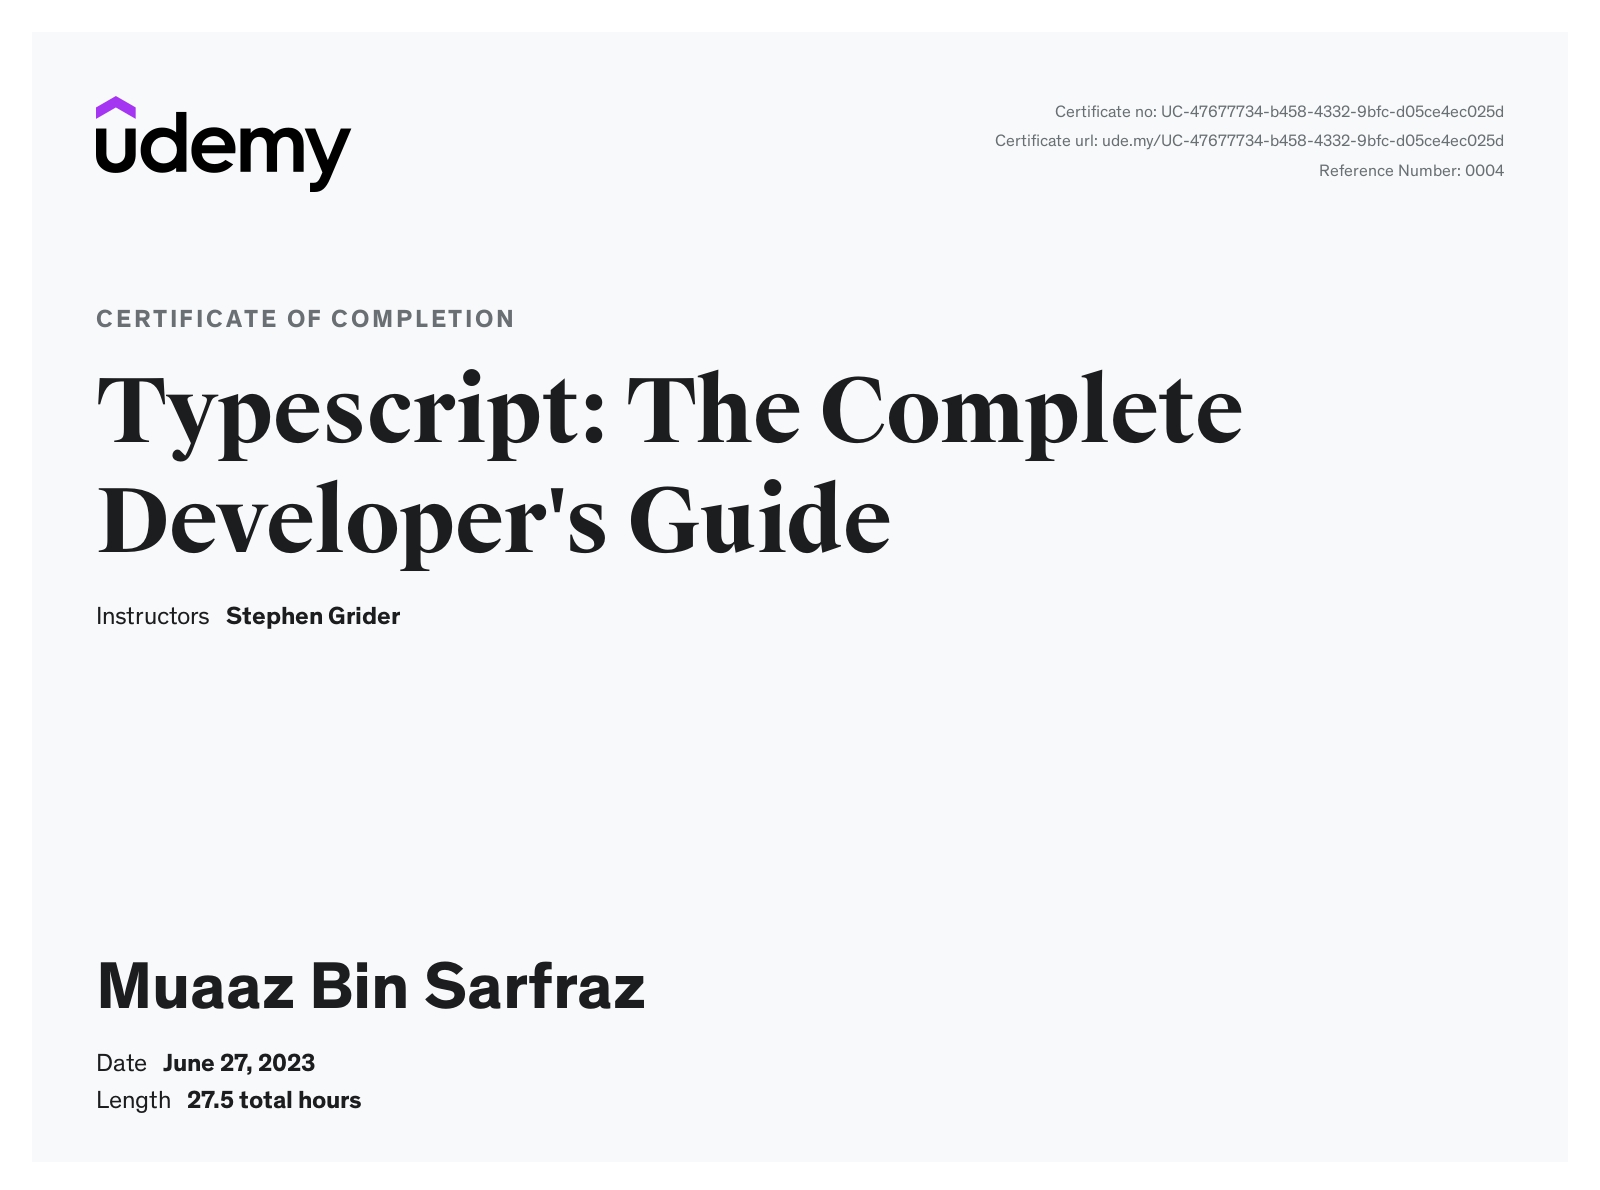 udemy
Certificate no: UC-47677734-b458-4332-9bfc-d05ce4ec025d
Certificate url: ude.my/UC-47677734-b458-4332-9bfc-d05ce4ec025d
Reference Number: 0004
CERTIFICATE OF COMPLETION
Typescript: The Complete
Developer's Guide
Instructors Stephen Grider
Muaaz Bin Sarfraz
Date June 27, 2023
Length 27.5 total hours